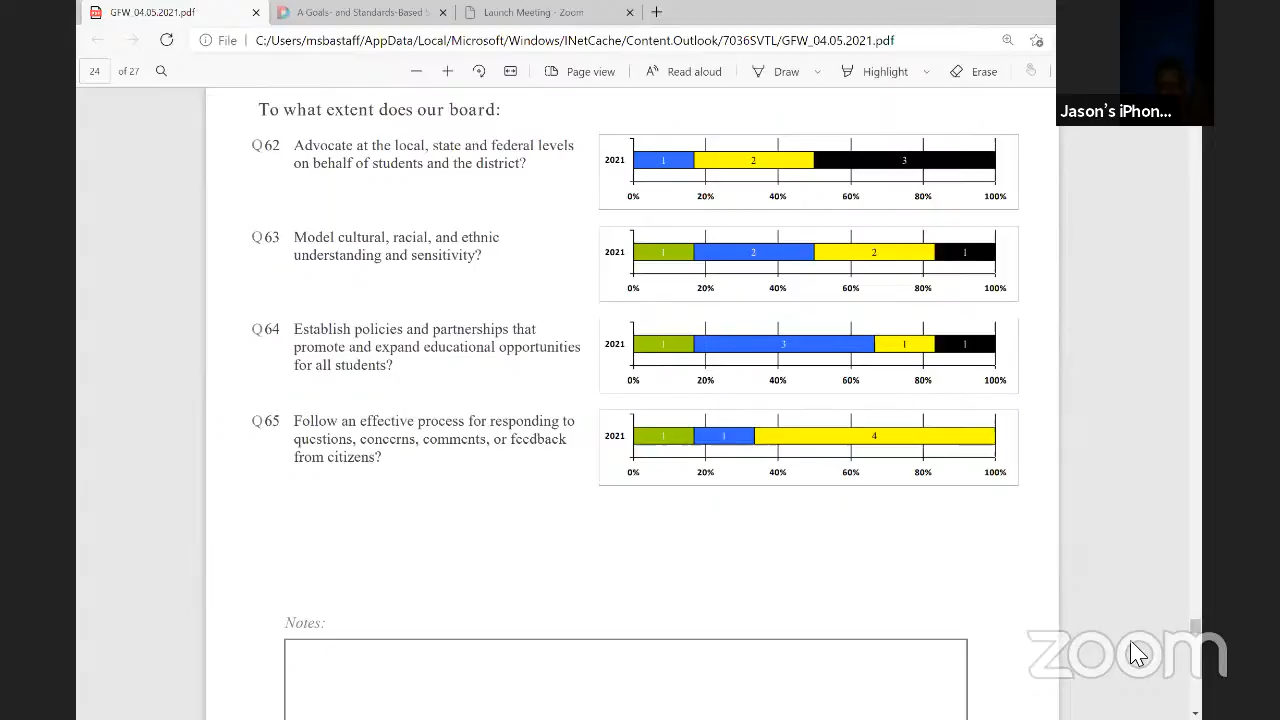 GFW_04.05.2021.pdf
A Goals- and Standards-Based S
Launch Meeting - Zoom
File C:/Users/msbastaff/AppData/Local/Microsoft/Windows/INetCache/Content.Outlook/7036SVTL/GFW_04.05.2021.pdf
24 of 27
Page view
Read aloud
Draw
Highlight
Erase
Jason's iPhon...
To what extent does our board:
Q62 Advocate at the local, state and federal levels
on behalf of students and the district?
2021 1 2 3
0% 20% 40% 60% 80% 100%
Q63 Model cultural, racial, and ethnic
understanding and sensitivity?
2021 1 2 2 1
0% 20% 40% 60% 80% 100%
Q64 Establish policies and partnerships that
promote and expand educational opportunities
for all students?
2021 1 3 1 1
0% 20% 40% 60% 80% 100%
Q65 Follow an effective process for responding to
questions, concerns, comments, or feedback
from citizens?
2021 1 1 4
0% 20% 40% 60% 80% 100%
Notes:
zoom